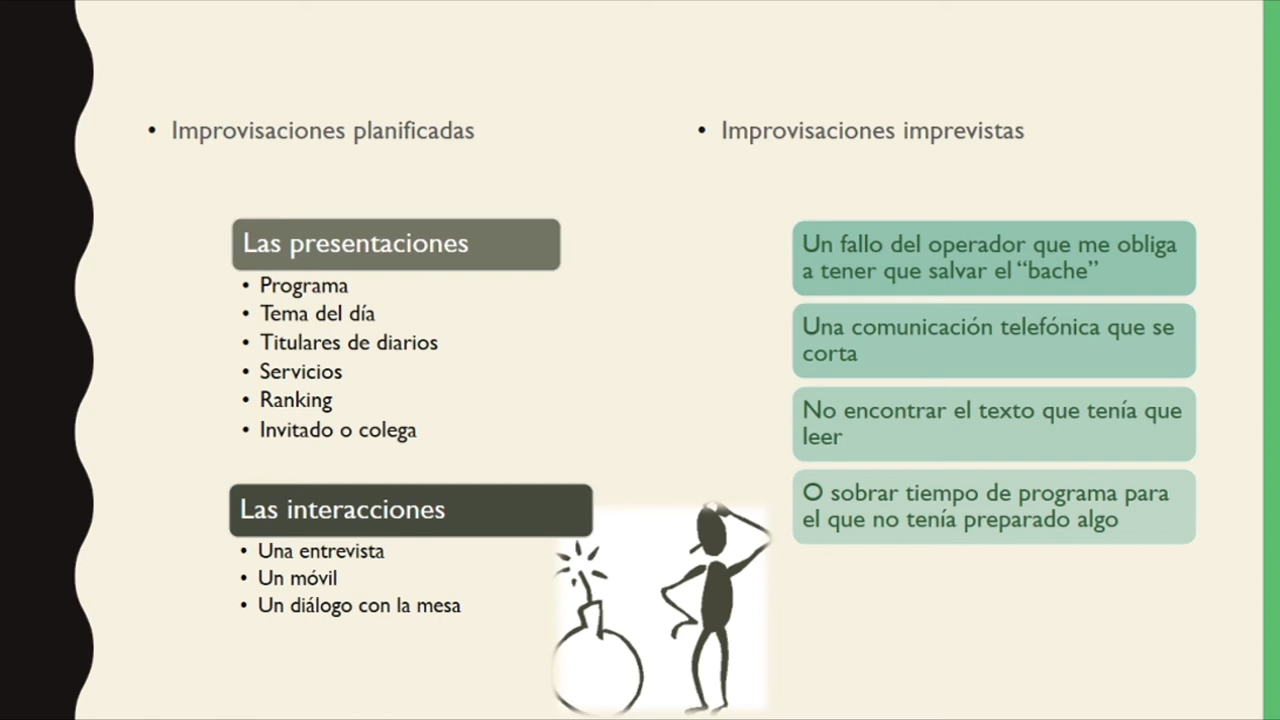 • Improvisaciones planificadas
Las presentaciones
• Programa
• Tema del día
• Titulares de diarios
• Servicios
• Ranking
• Invitado o colega
Las interacciones
• Una entrevista
• Un móvil
• Un diálogo con la mesa
• Improvisaciones imprevistas
Un fallo del operador que me obliga
a tener que salvar el “bache”
Una comunicación telefónica que se
corta
No encontrar el texto que tenía que
leer
O sobrar tiempo de programa para
el que no tenía preparado algo